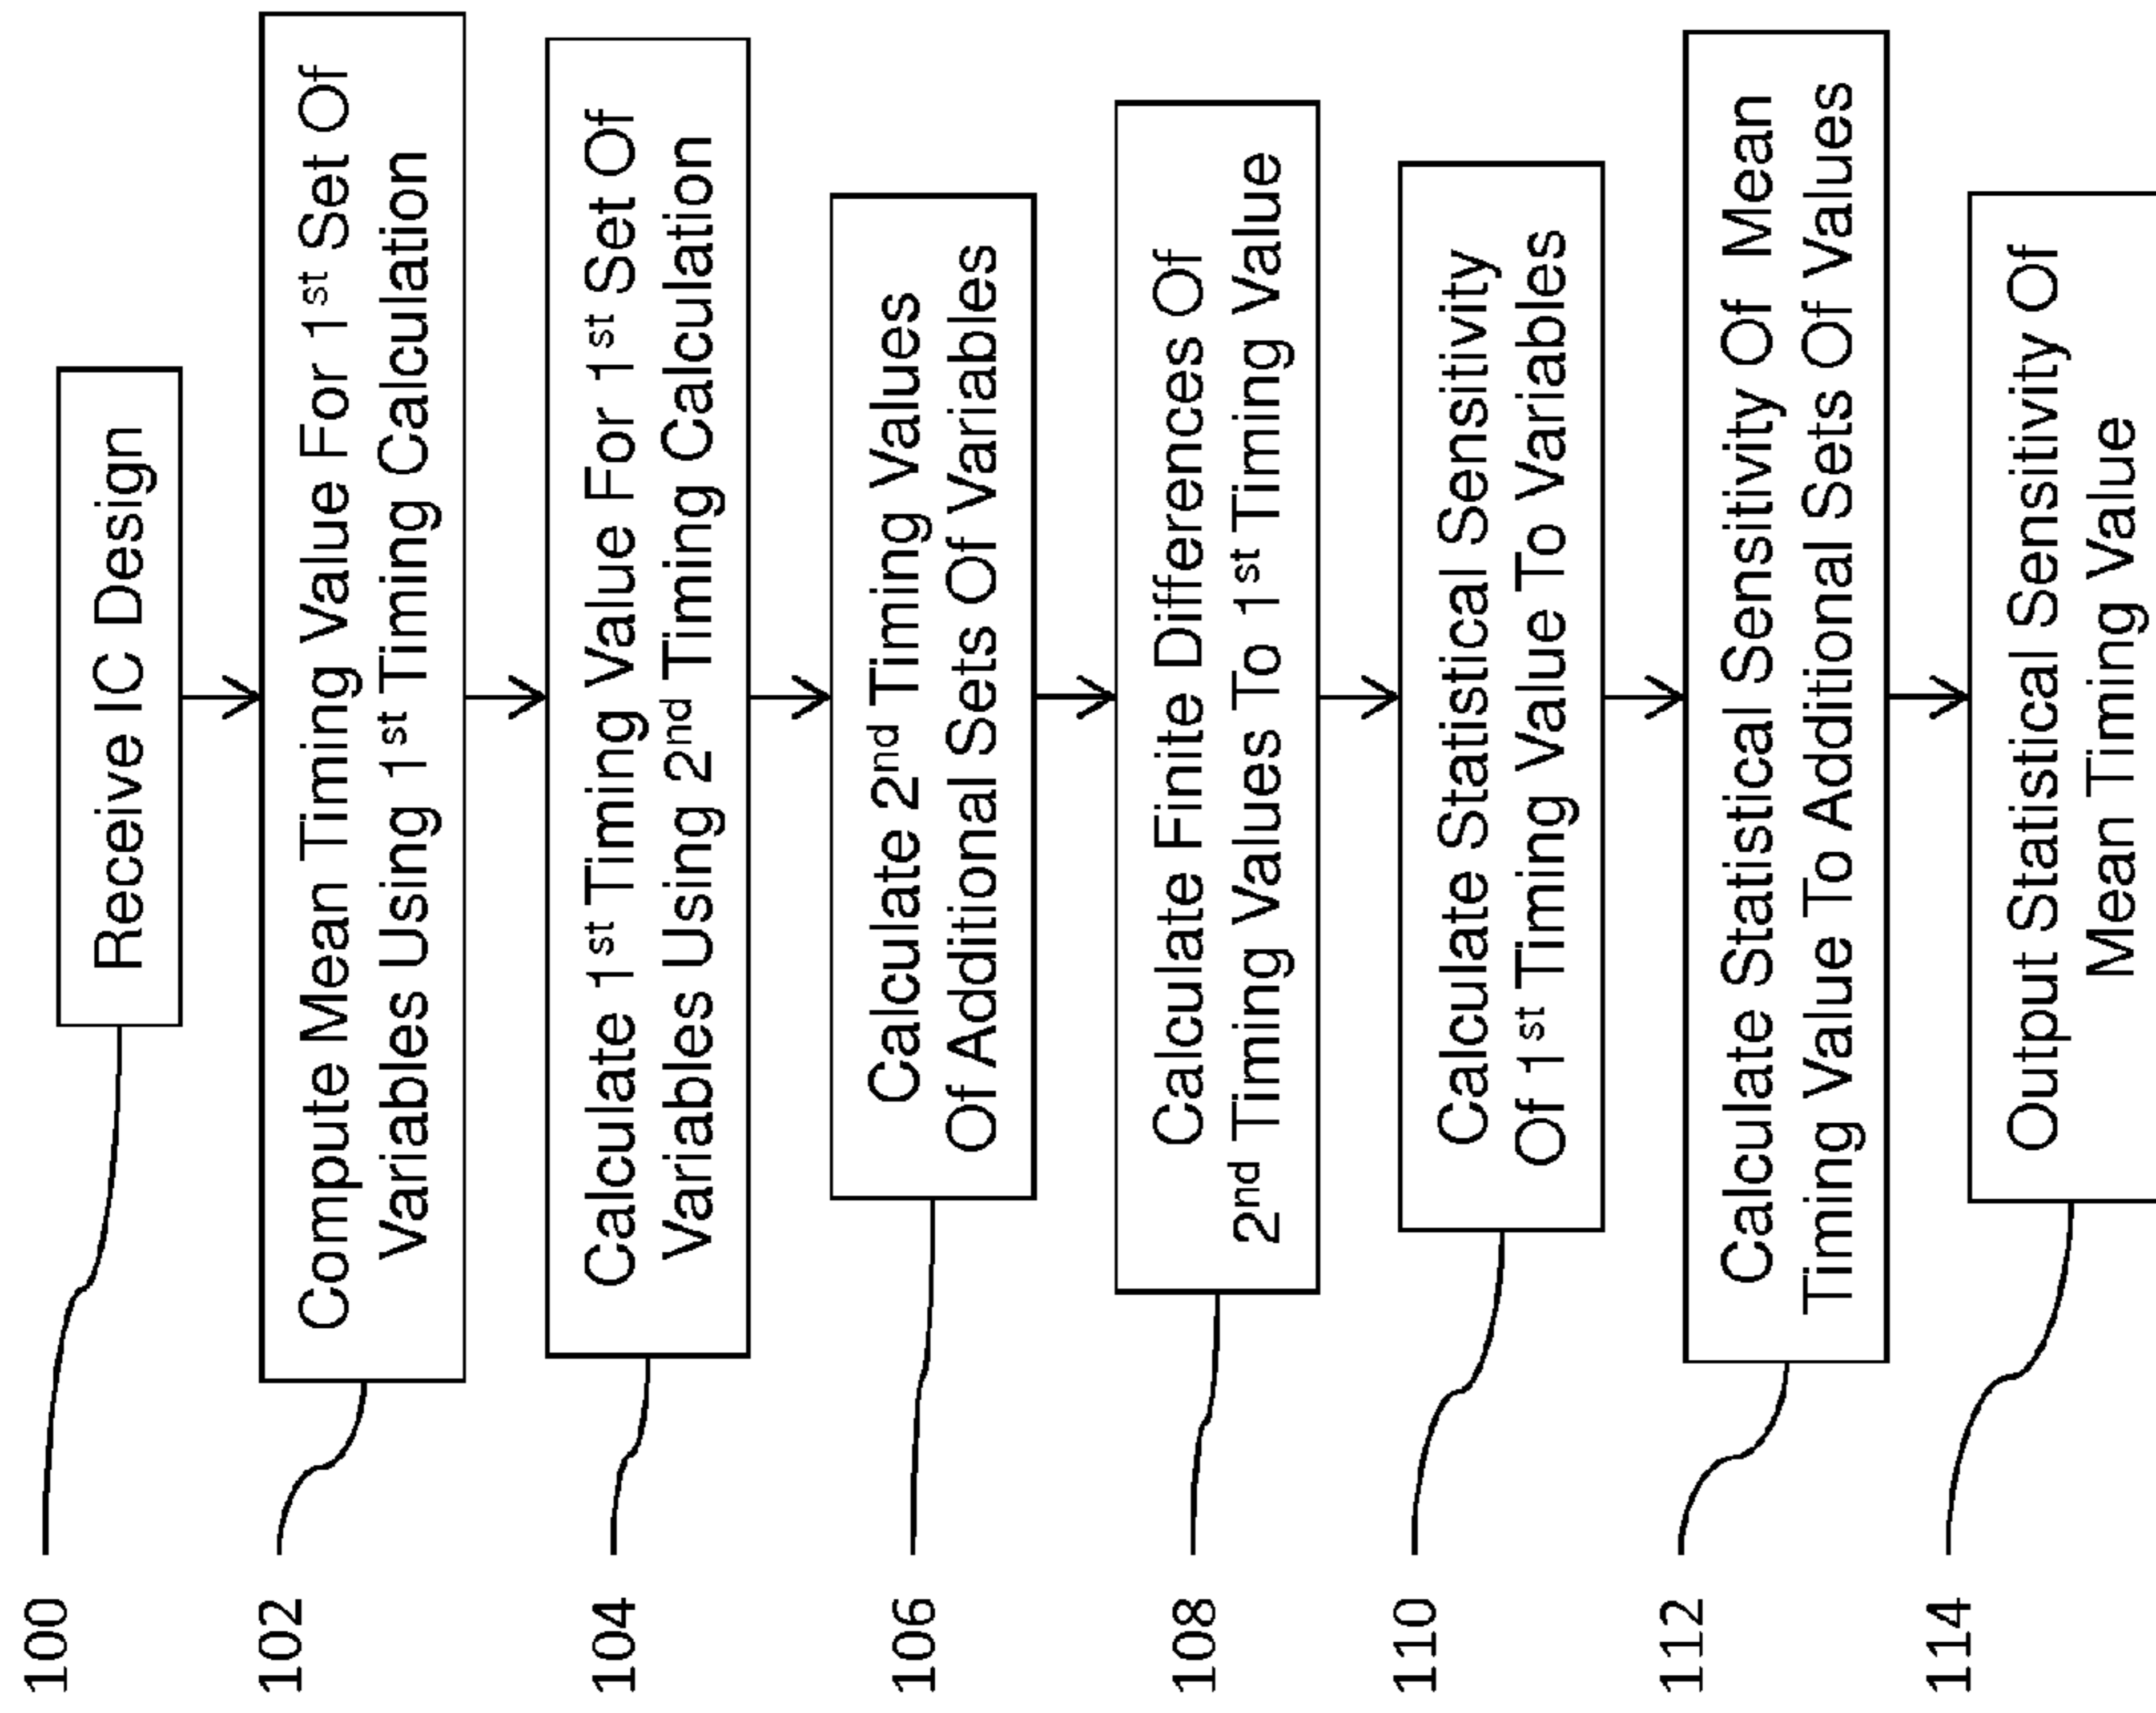 100
Receive IC Design
102
Compute Mean Timing Value For 1st Set Of
Variables Using 1st Timing Calculation
104
Calculate 1st Timing Value For 1st Set Of
Variables Using 2nd Timing Calculation
106
Calculate 2nd Timing Values
Of Additional Sets Of Variables
108
Calculate Finite Differences Of
2nd Timing Values To 1st Timing Value
110
Calculate Statistical Sensitivity
Of 1st Timing Value To Variables
112
Calculate Statistical Sensitivity Of Mean
Timing Value To Additional Sets Of Values
114
Output Statistical Sensitivity Of
Mean Timing Value